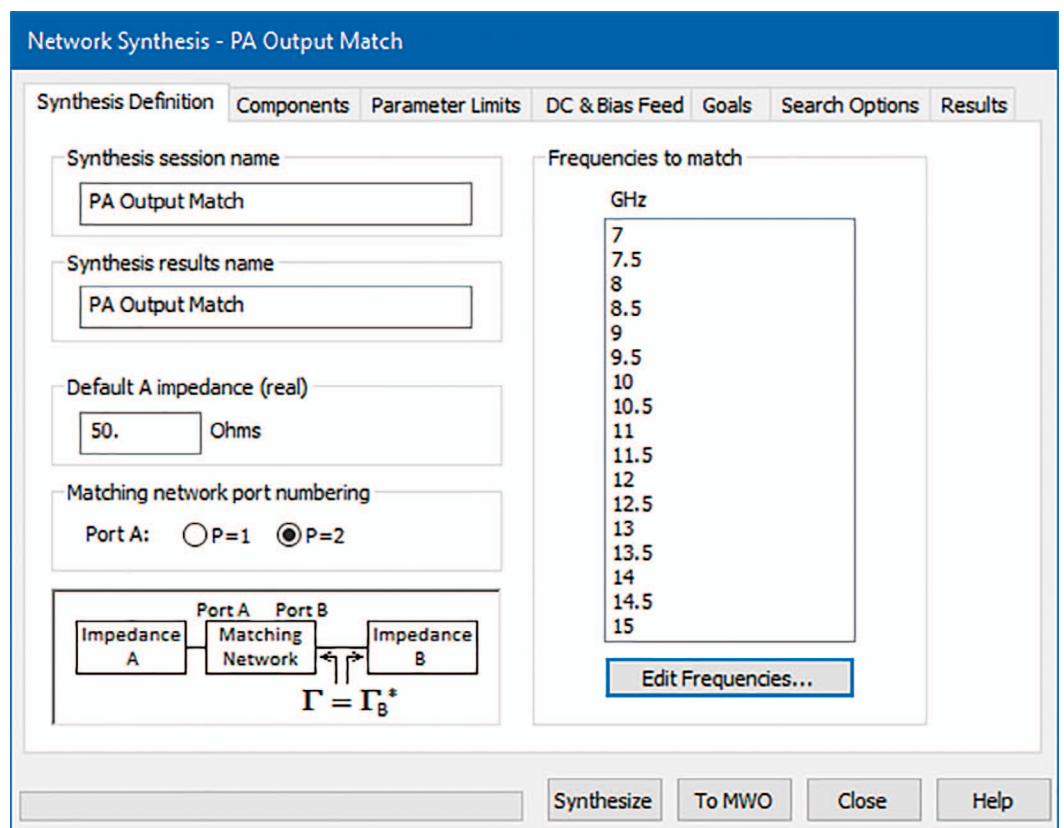 Network Synthesis - PA Output Match
Synthesis Definition Components Parameter Limits DC & Bias Feed Goals Search Options Results
Synthesis session name
PA Output Match
Synthesis results name
PA Output Match
Default A impedance (real)
50. Ohms
Matching network port numbering
Port A: P=1 P=2
Port A Port B
Impedance A
Matching Network
Impedance B
Γ = Γ_B*
Frequencies to match
GHz
7
7.5
8
8.5
9
9.5
10
10.5
11
11.5
12
12.5
13
13.5
14
14.5
15
Edit Frequencies...
Synthesize To MWO Close Help